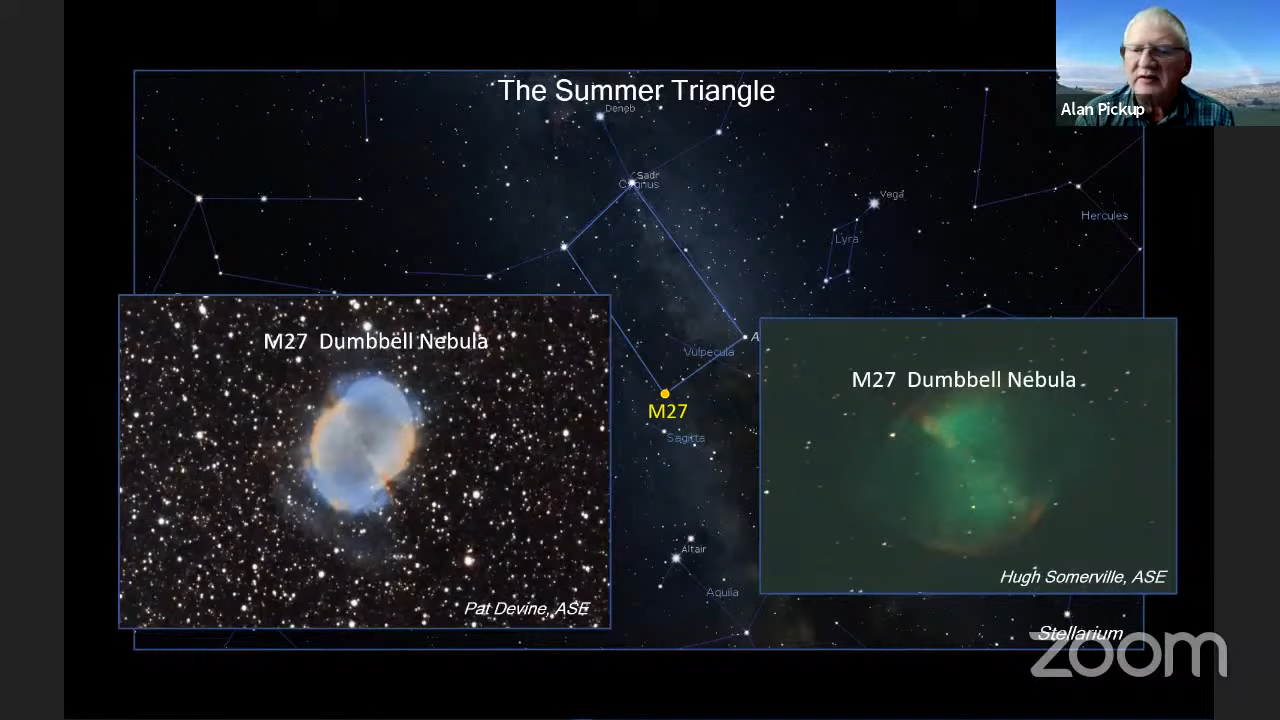 Alan Pickup
The Summer Triangle
Deneb
Sadr
Cygnus
Vega
Hercules
Lyra
M27 Dumbbell Nebula
A
Vulpecula
M27 Dumbbell Nebula
M27
Sagitta
Altair
Aquila
Hugh Somerville, ASE
Pat Devine, ASE
Stellarium
zoom